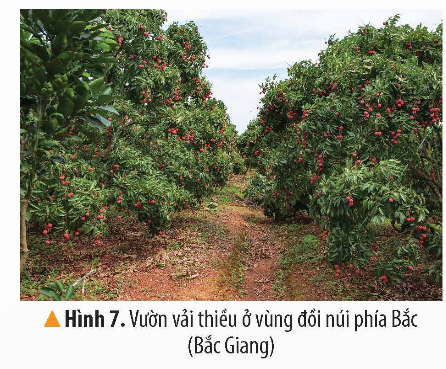 ▲ Hình 7. Vườn vải thiều ở vùng đồi núi phía Bắc
(Bắc Giang)